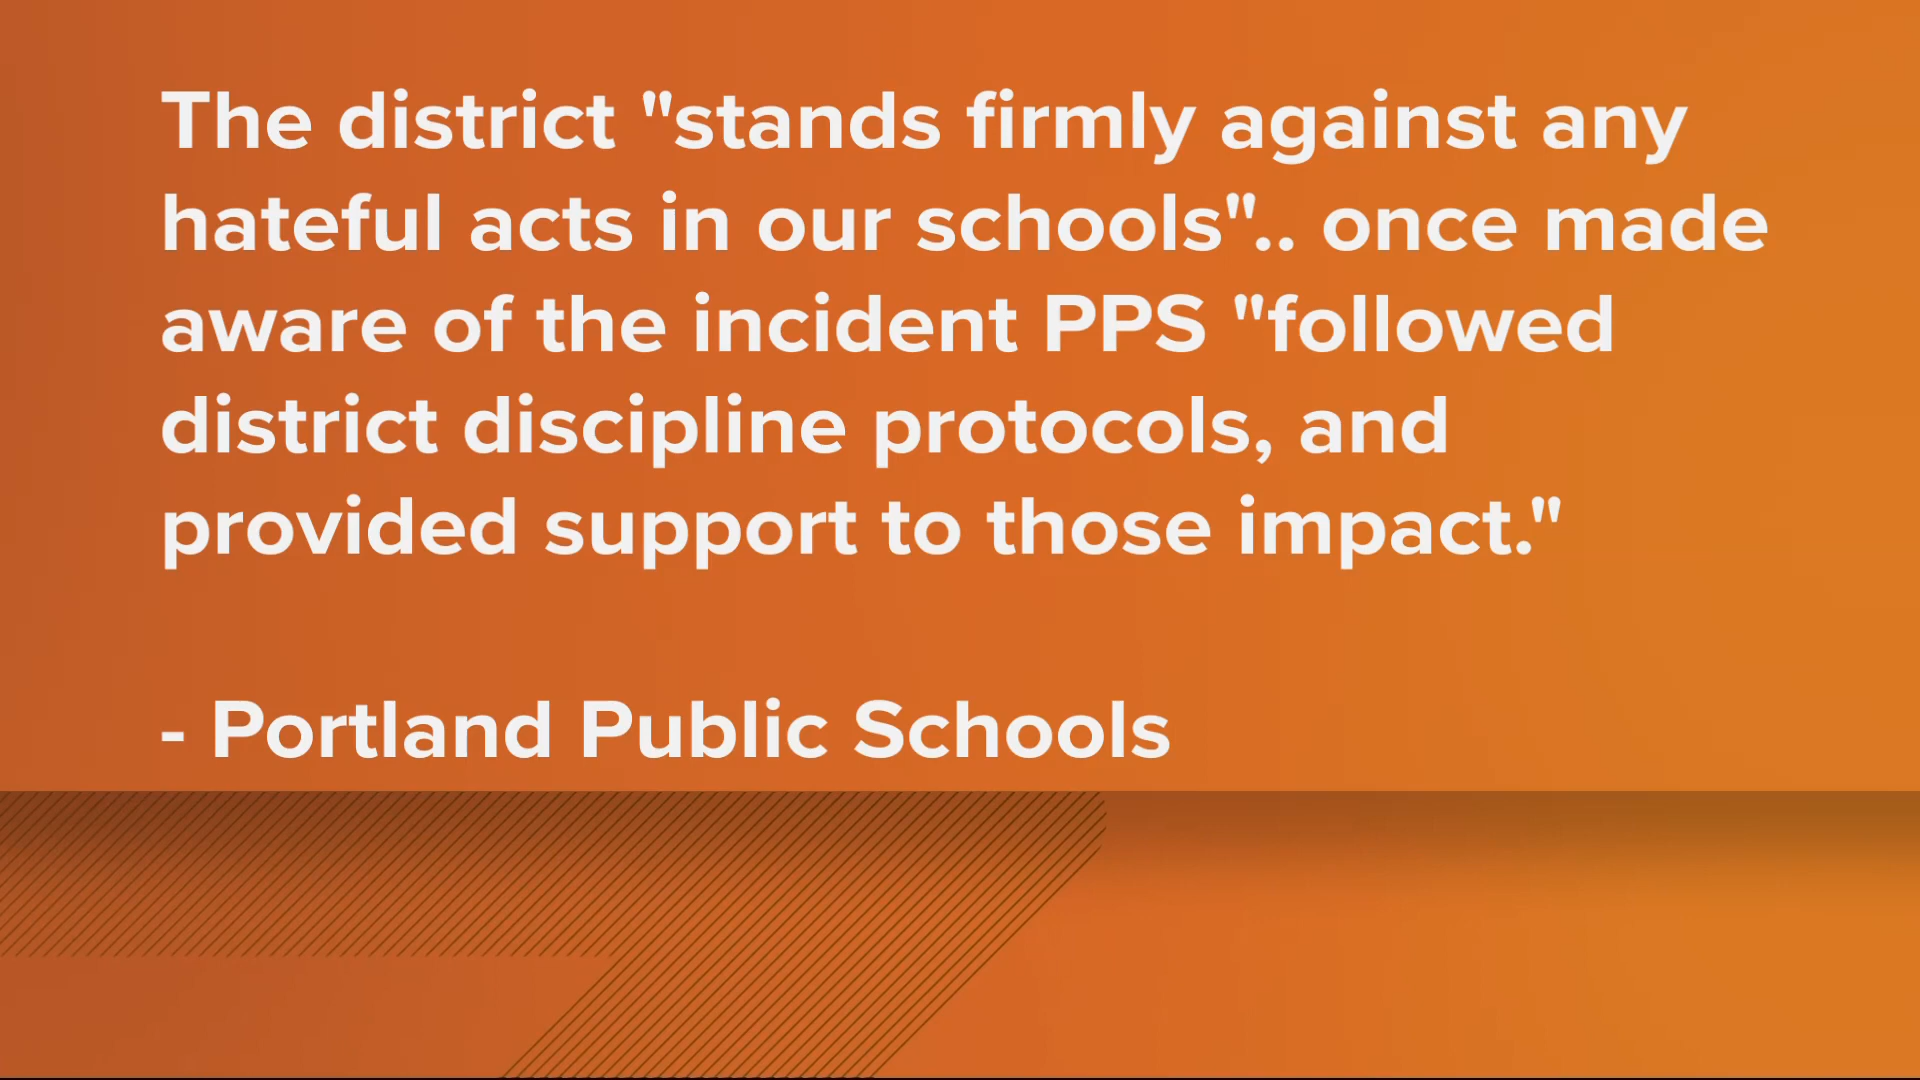 The district "stands firmly against any
hateful acts in our schools".. once made
aware of the incident PPS "followed
district discipline protocols, and
provided support to those impact."
- Portland Public Schools